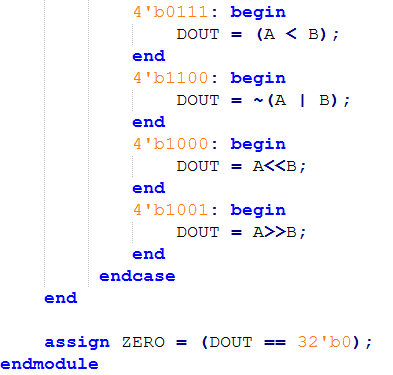 4'b0111: begin
DOUT = (A < B);
end
4'b1100: begin
DOUT = ~(A | B);
end
4'b1000: begin
DOUT = A<<B;
end
4'b1001: begin
DOUT = A>>B;
end
endcase
end
assign ZERO = (DOUT == 32'b0);
endmodule